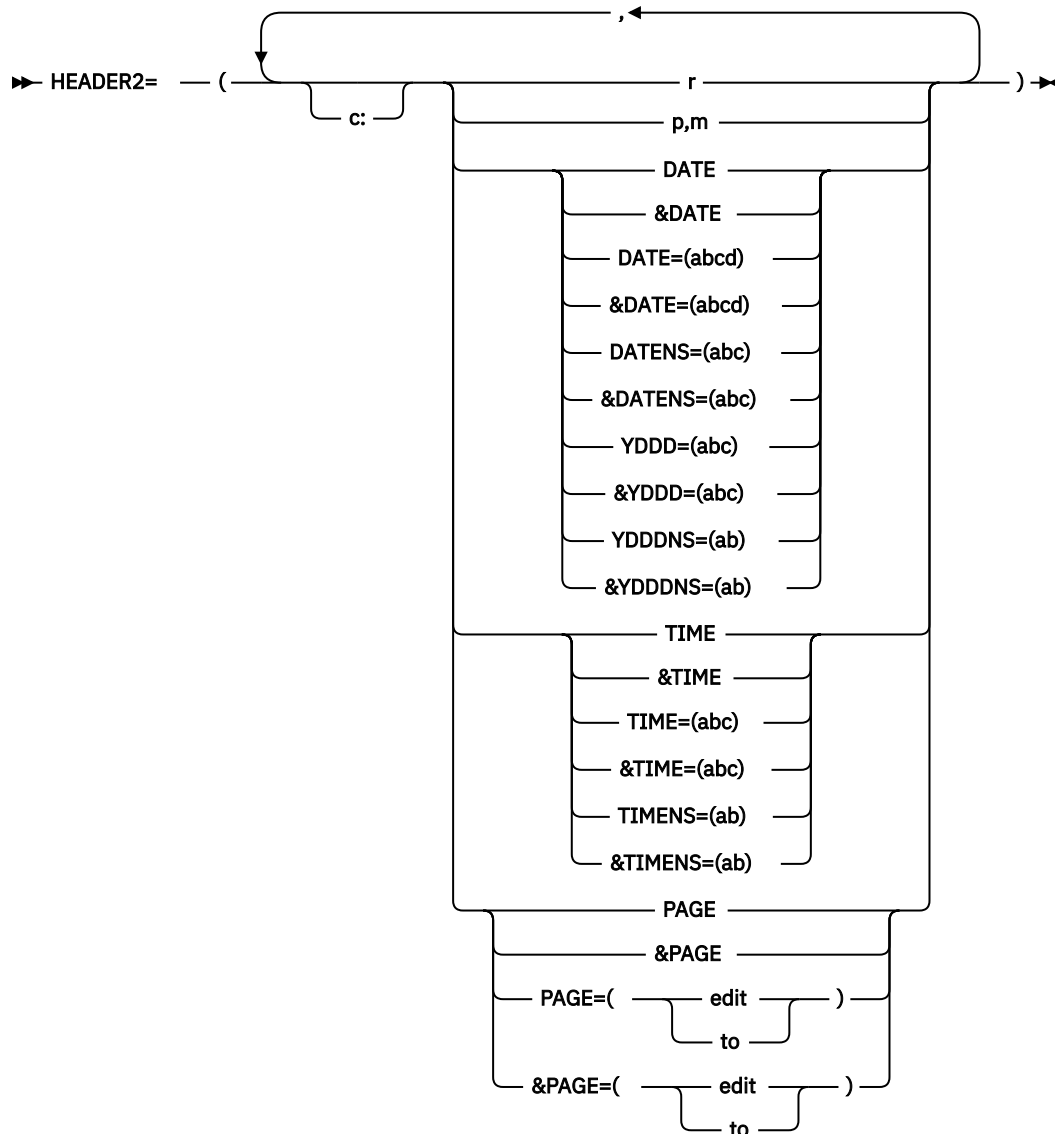 ,
HEADER2= ( r )
c:
p,m
DATE
&DATE
DATE=(abcd)
&DATE=(abcd)
DATENS=(abc)
&DATENS=(abc)
YDDD=(abc)
&YDDD=(abc)
YDDDNS=(ab)
&YDDDNS=(ab)
TIME
&TIME
TIME=(abc)
&TIME=(abc)
TIMENS=(ab)
&TIMENS=(ab)
PAGE
&PAGE
PAGE=( edit )
to
&PAGE=( edit )
to